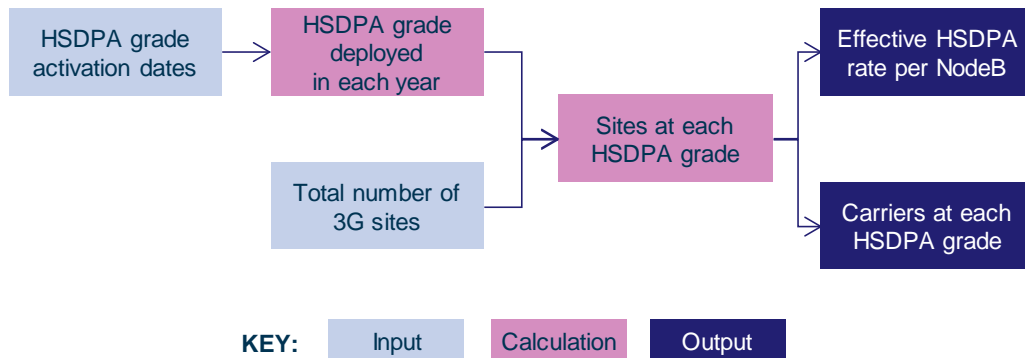 HSDPA grade
activation dates
HSDPA grade
deployed
in each year
Total number of
3G sites
Sites at each
HSDPA grade
Effective HSDPA
rate per NodeB
Carriers at each
HSDPA grade
KEY:
Input
Calculation
Output